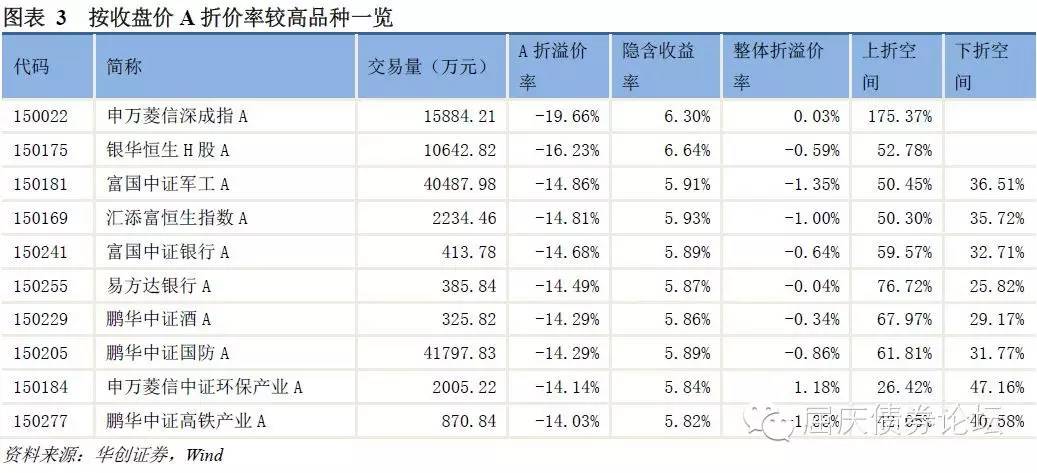 图表 3 按收盘价 A 折价率较高品种一览
代码 简称 交易量（万元） A 折溢价率 隐含收益率 整体折溢价率 上折空间 下折空间
150022 申万菱信深成指 A 15884.21 -19.66% 6.30% 0.03% 175.37%
150175 银华恒生 H 股 A 10642.82 -16.23% 6.64% -0.59% 52.78%
150181 富国中证军工 A 40487.98 -14.86% 5.91% -1.35% 50.45% 36.51%
150169 汇添富恒生指数 A 2234.46 -14.81% 5.93% -1.00% 50.30% 35.72%
150241 富国中证银行 A 413.78 -14.68% 5.89% -0.64% 59.57% 32.71%
150255 易方达银行 A 385.84 -14.49% 5.87% -0.04% 76.72% 25.82%
150229 鹏华中证酒 A 325.82 -14.29% 5.86% -0.34% 67.97% 29.17%
150205 鹏华中证国防 A 41797.83 -14.29% 5.89% -0.86% 61.81% 31.77%
150184 申万菱信中证环保产业 A 2005.22 -14.14% 5.84% 1.18% 26.42% 47.16%
150277 鹏华中证高铁产业 A 870.84 -14.03% 5.82% 40.58%
屈庆债券论坛
资料来源：华创证券，Wind